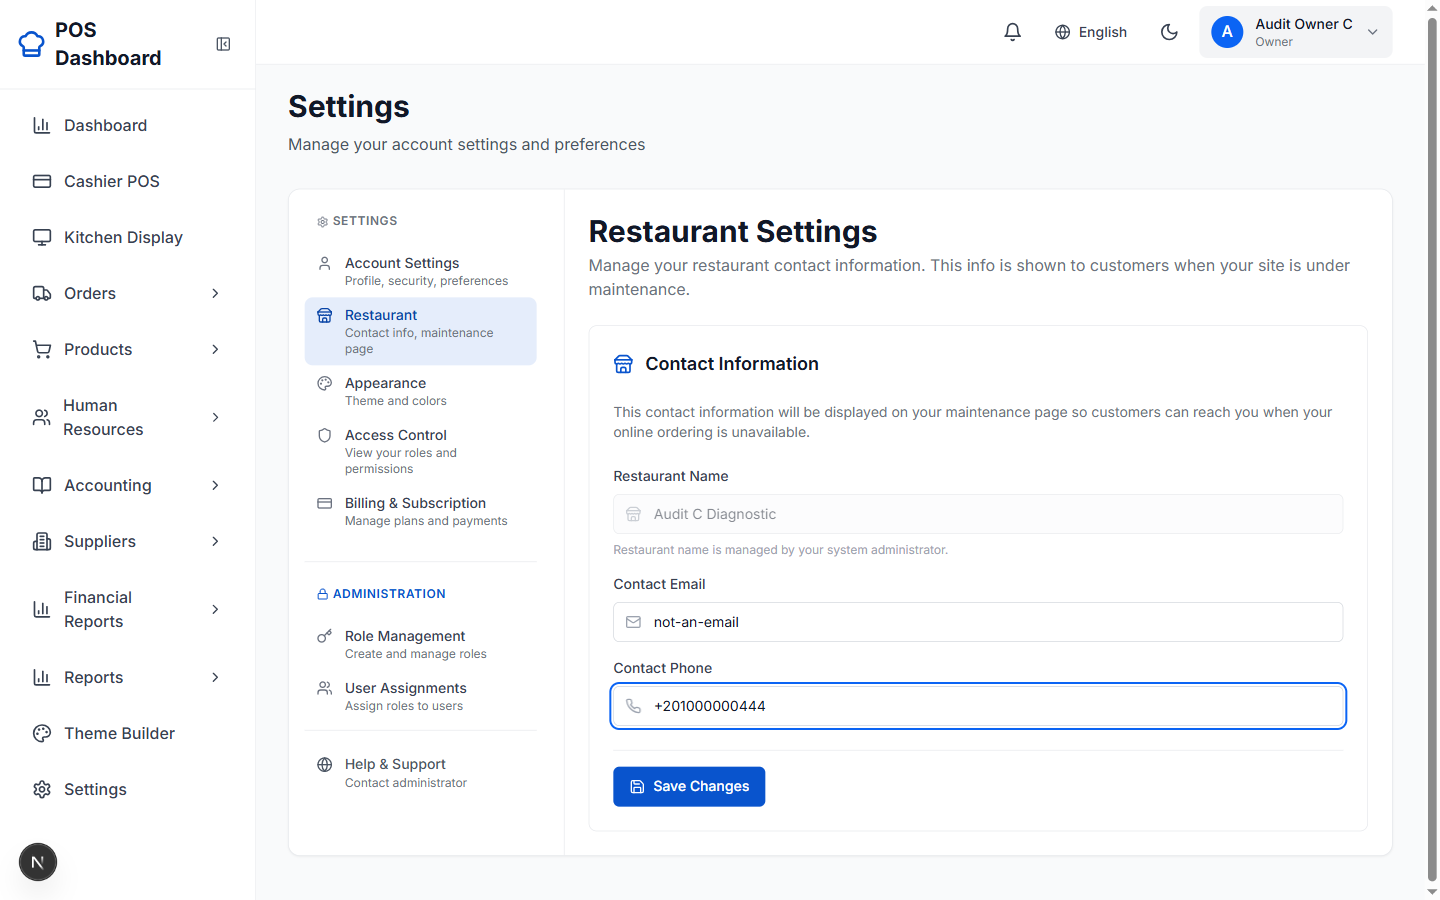 POS
Dashboard
Dashboard
Cashier POS
Kitchen Display
Orders
Products
Human
Resources
Accounting
Suppliers
Financial
Reports
Reports
Theme Builder
Settings
N
English
A
Audit Owner C
Owner
Settings
Manage your account settings and preferences
SETTINGS
Account Settings
Profile, security, preferences
Restaurant
Contact info, maintenance
page
Appearance
Theme and colors
Access Control
View your roles and
permissions
Billing & Subscription
Manage plans and payments
ADMINISTRATION
Role Management
Create and manage roles
User Assignments
Assign roles to users
Help & Support
Contact administrator
Restaurant Settings
Manage your restaurant contact information. This info is shown to customers when your site is under
maintenance.
Contact Information
This contact information will be displayed on your maintenance page so customers can reach you when your
online ordering is unavailable.
Restaurant Name
Audit C Diagnostic
Restaurant name is managed by your system administrator.
Contact Email
not-an-email
Contact Phone
+201000000444
Save Changes